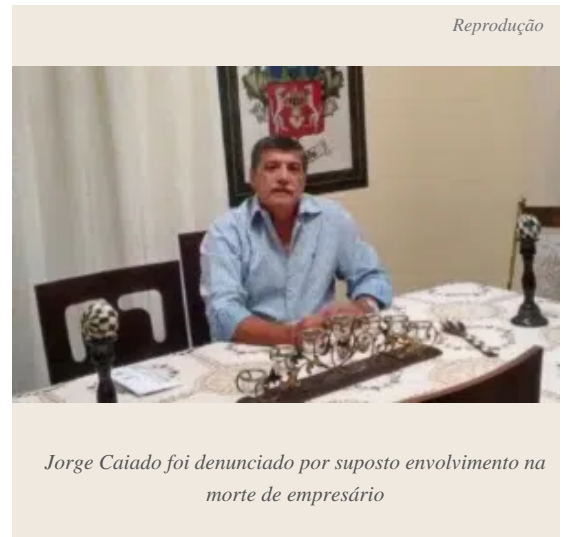 Reprodução
Jorge Caiado foi denunciado por suposto envolvimento na
morte de empresário